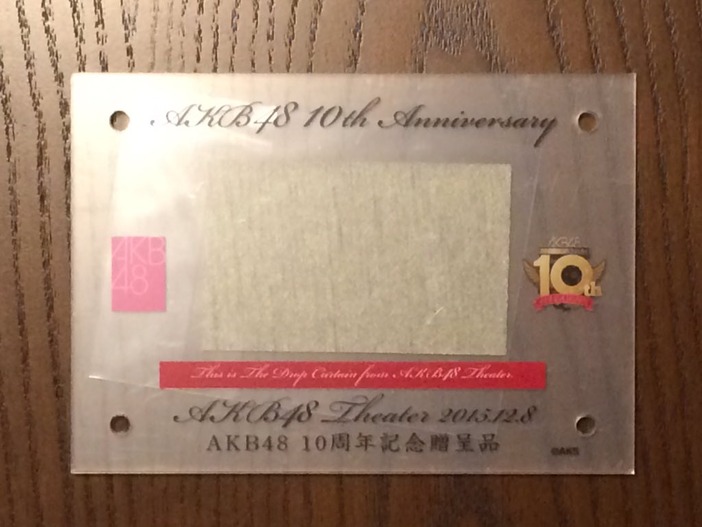 AKB48 10th Anniversary
AKB
48
10th
This is The Drop Curtain from AKB48 Theater.
AKB48 Theater 2015.12.8
AKB48 10周年記念贈呈品
©AKS